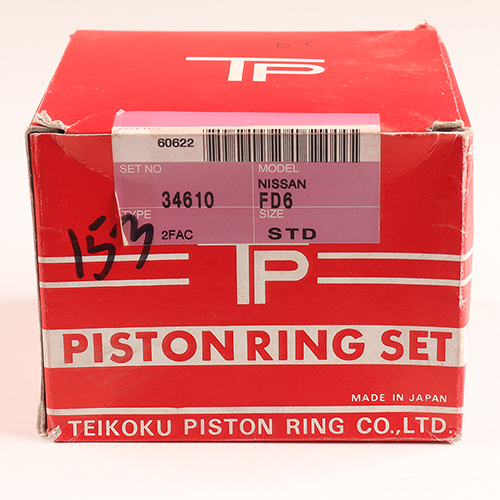 TP
60622
SET NO MODEL
NISSAN
34610 FD6
TYPE SIZE
2FAC STD
153
TP
PISTON RING SET
MADE IN JAPAN
TEIKOKU PISTON RING CO., LTD.